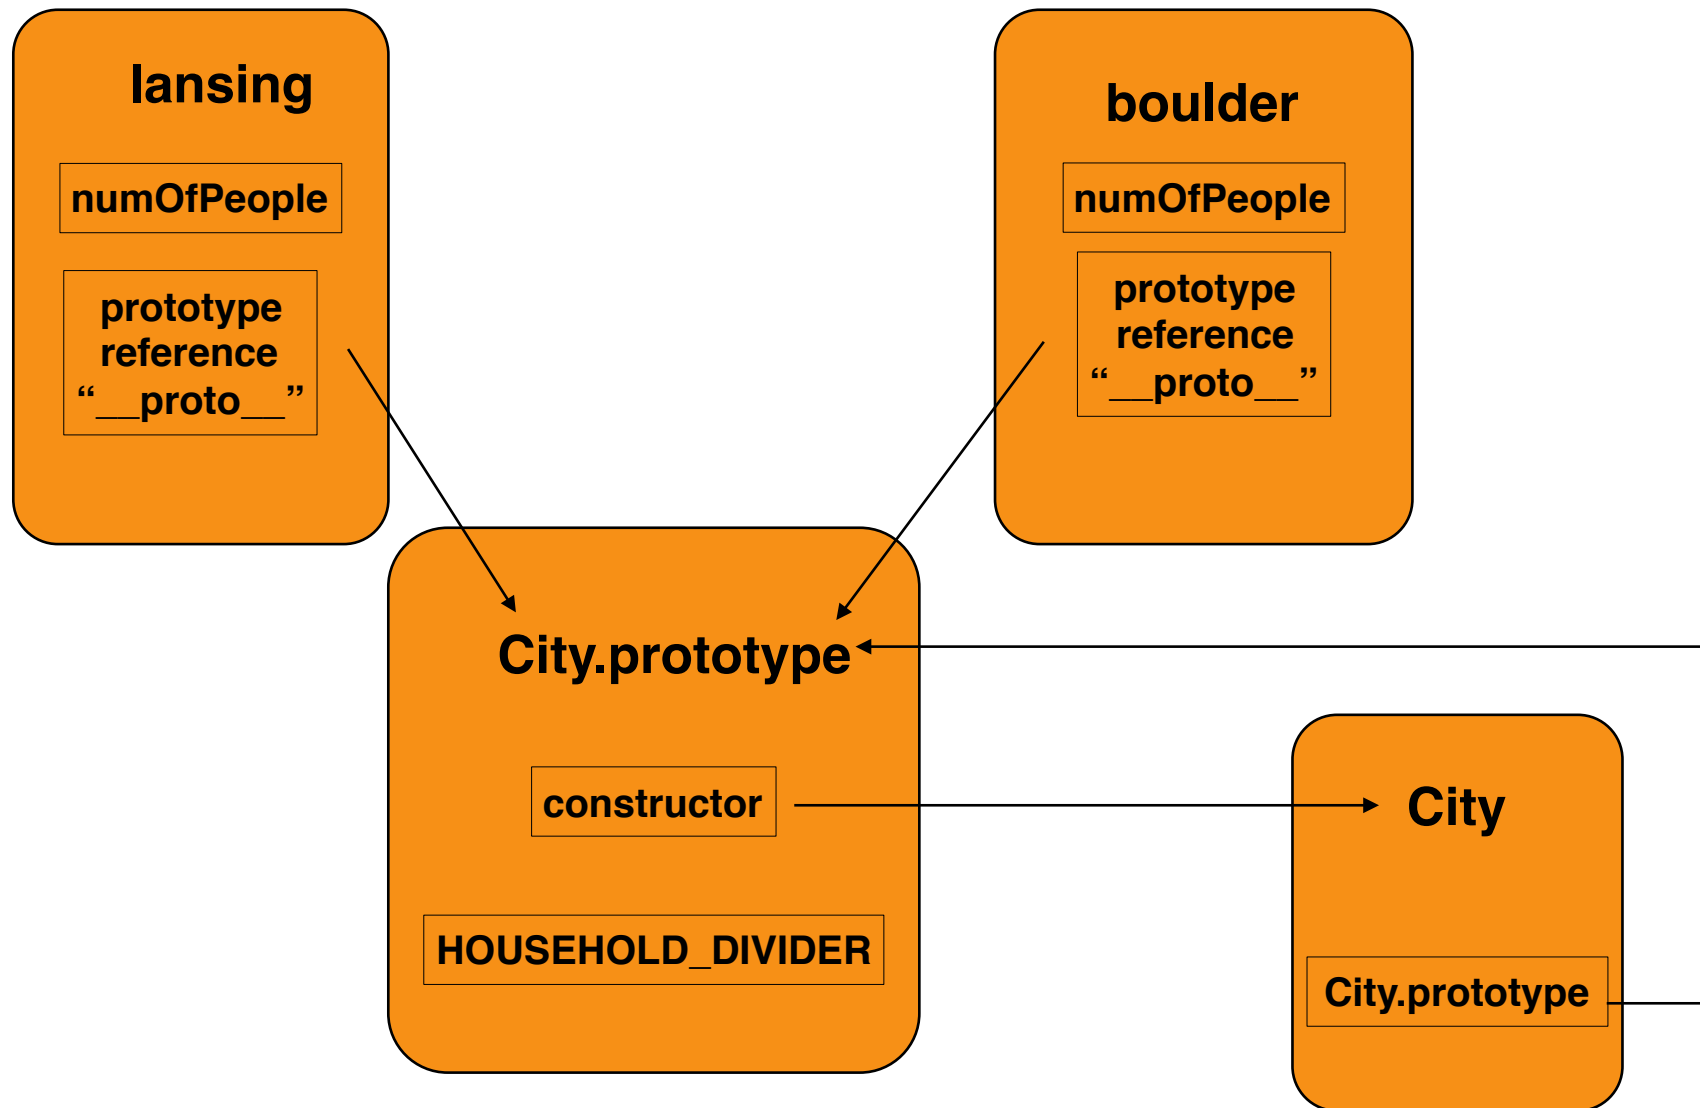 lansing
numOfPeople
prototype
reference
“__proto__”
boulder
numOfPeople
prototype
reference
“__proto__”
City.prototype
constructor
HOUSEHOLD_DIVIDER
City
City.prototype